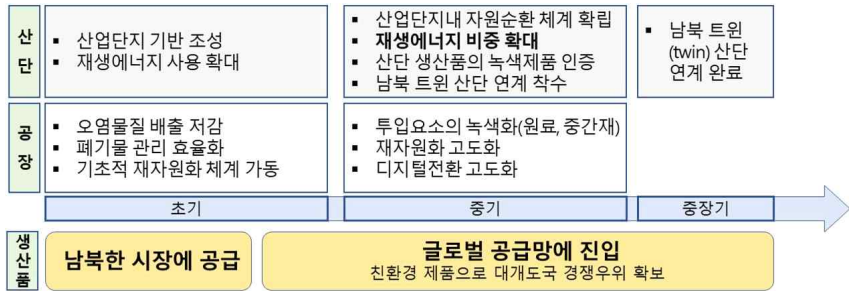 산
단
▪ 산업단지 기반 조성
▪ 재생에너지 사용 확대
▪ 산업단지내 자원순환 체계 확립
▪ 재생에너지 비중 확대
▪ 산단 생산품의 녹색제품 인증
▪ 남북 트윈 산단 연계 착수
▪ 남북 트윈
(twin) 산단
연계 완료
공
장
▪ 오염물질 배출 저감
▪ 폐기물 관리 효율화
▪ 기초적 재자원화 체계 가동
▪ 투입요소의 녹색화(원료, 중간재)
▪ 재자원화 고도화
▪ 디지털전환 고도화
초기
중기
중장기
생
산
품
남북한 시장에 공급
글로벌 공급망에 진입
친환경 제품으로 대개도국 경쟁우위 확보